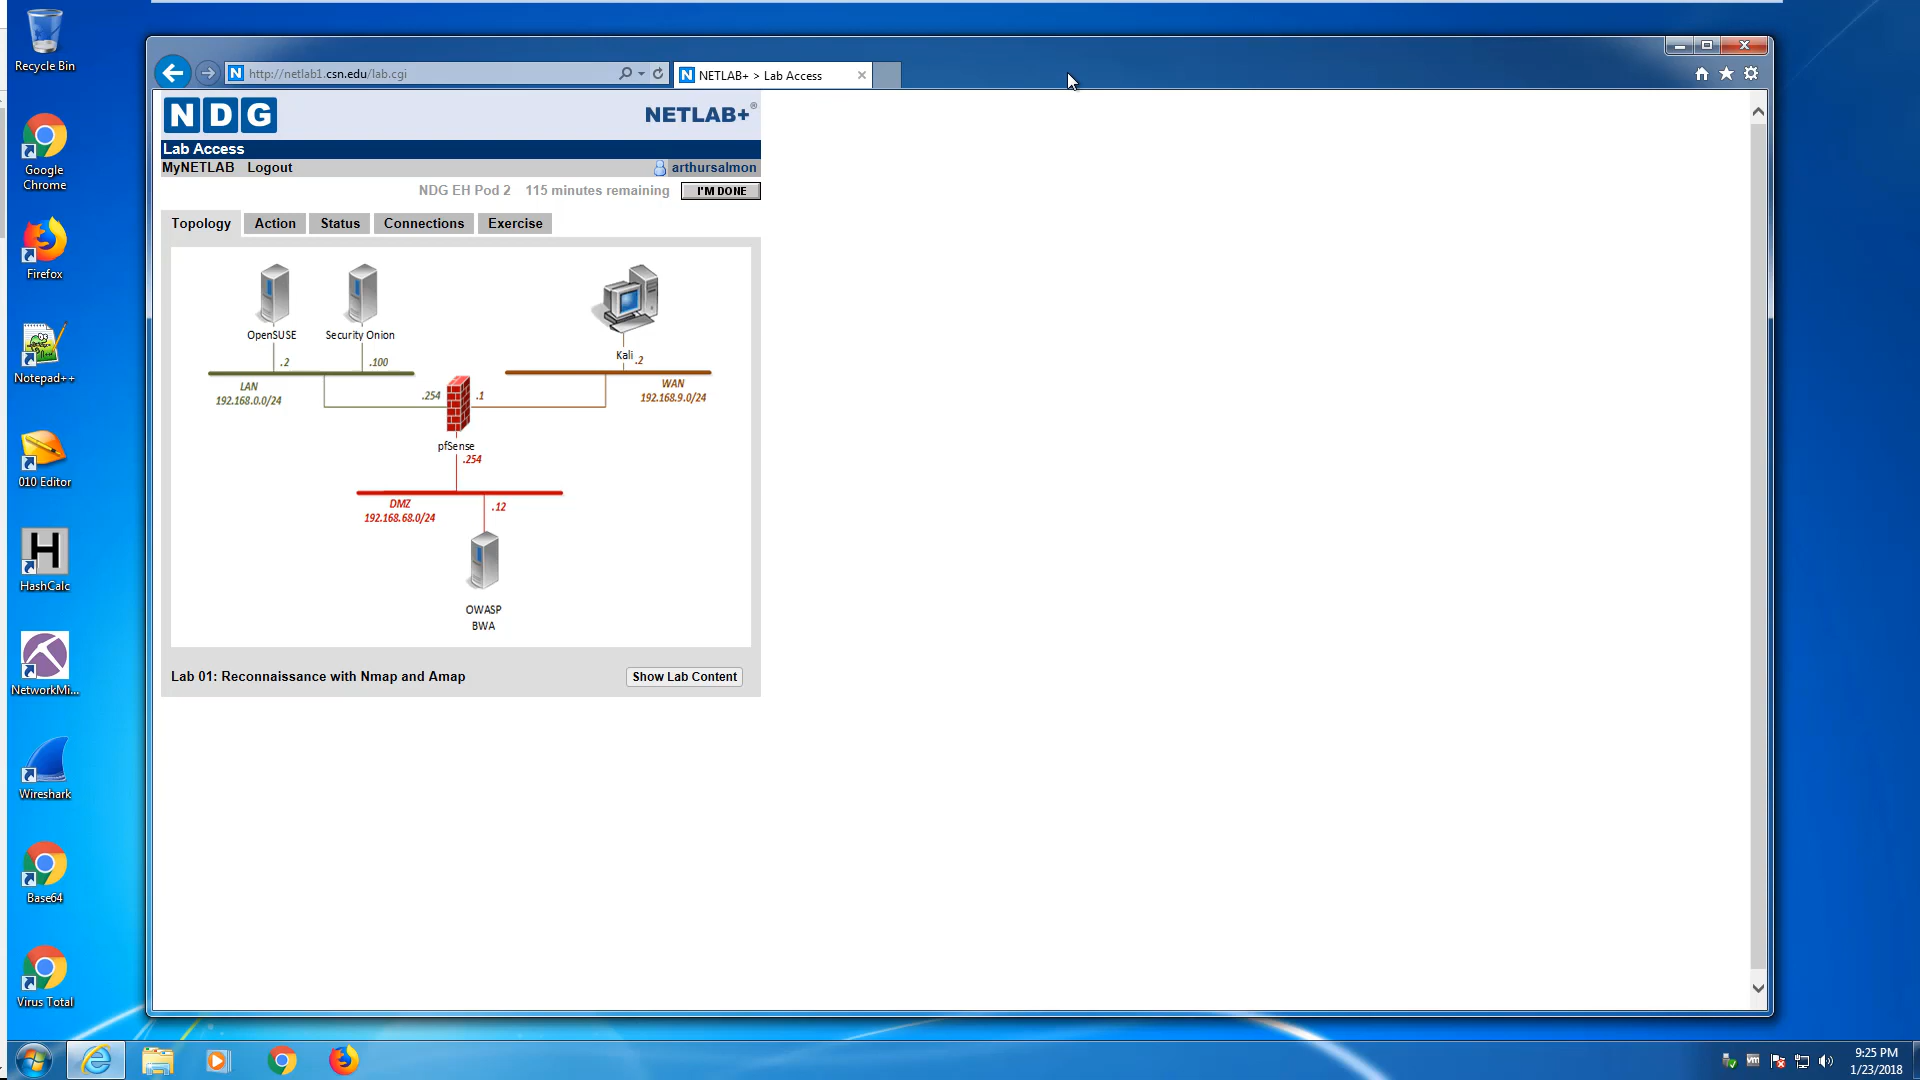 Recycle Bin
Google
Chrome
Firefox
Notepad++
010 Editor
HashCalc
NetworkMi...
Wireshark
Base64
Virus Total
http://netlab1.csn.edu/lab.cgi
NETLAB+ > Lab Access
NDG
NETLAB+®
Lab Access
MyNETLAB Logout arthursalmon
NDG EH Pod 2 115 minutes remaining I'M DONE
Topology Action Status Connections Exercise
OpenSUSE Security Onion
Kali
.2 .100 .2
LAN
192.168.0.0/24
WAN
192.168.9.0/24
.254 .1
pfSense
.254
DMZ
192.168.68.0/24
.12
OWASP
BWA
Lab 01: Reconnaissance with Nmap and Amap Show Lab Content
9:25 PM
1/23/2018